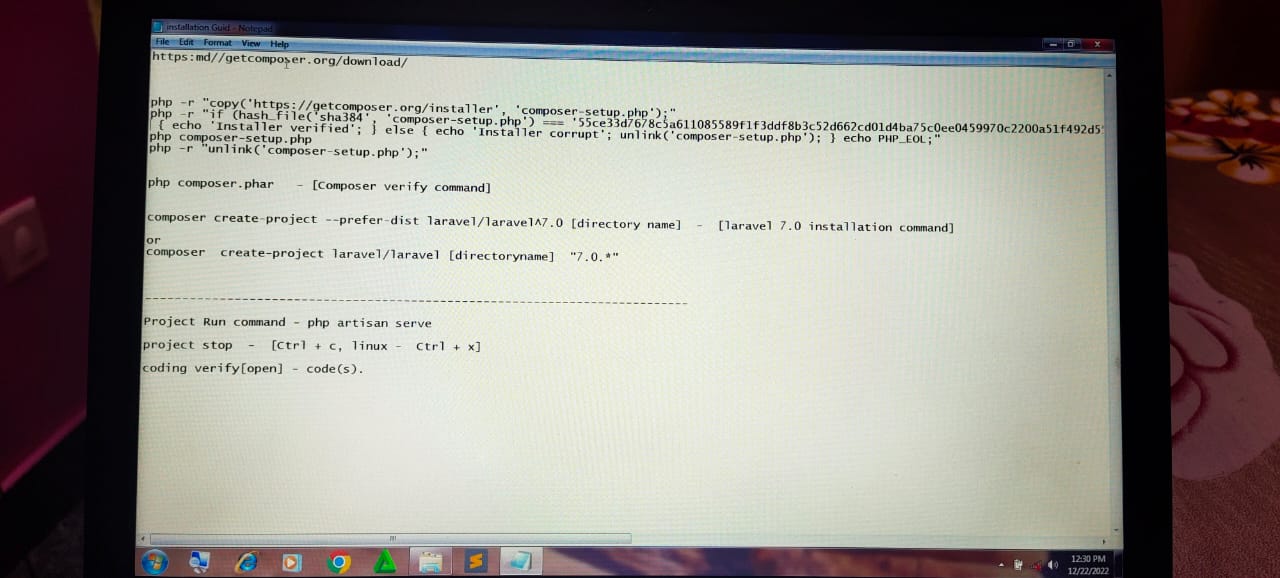 installation Guid - Notepad
File Edit Format View Help
https:md//getcomposer.org/download/
php -r "copy('https://getcomposer.org/installer', 'composer-setup.php');"
php -r "if (hash_file('sha384', 'composer-setup.php') === '55ce33d7678c5a611085589f1f3ddf8b3c52d662cd01d4ba75c0ee0459970c2200a51f492d5
{ echo 'Installer verified'; } else { echo 'Installer corrupt'; unlink('composer-setup.php'); } echo PHP_EOL;"
php composer-setup.php
php -r "unlink('composer-setup.php');"
php composer.phar - [Composer verify command]
composer create-project --prefer-dist laravel/laravel^7.0 [directory name] - [laravel 7.0 installation command]
or
composer create-project laravel/laravel [directoryname] "7.0.*"
--------------------------------------------------------------------------
Project Run command - php artisan serve
project stop - [Ctrl + c, linux - Ctrl + x]
coding verify[open] - code(s).
12:30 PM
12/22/2022